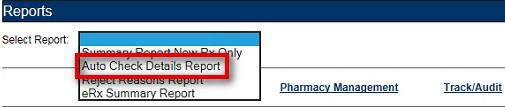 Reports
Select Report:
Summary Report New Rx Only
Auto Check Details Report
Reject Reasons Report
eRx Summary Report
Pharmacy Management Track/Audit